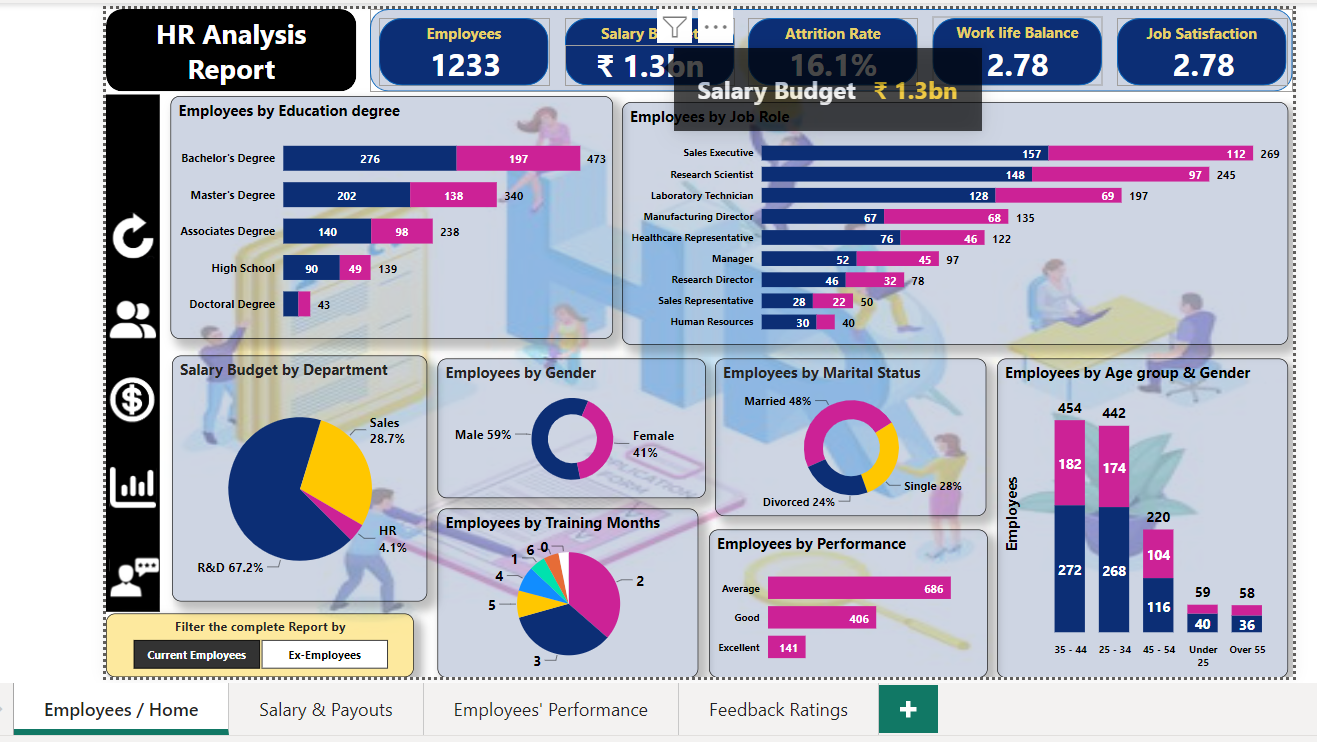 HR Analysis
Report
Employees
1233
Salary B
₹ 1.3bn
Attrition Rate
16.1%
Work life Balance
2.78
Job Satisfaction
2.78
Salary Budget ₹ 1.3bn
Employees by Education degree
Bachelor's Degree 276 197 473
Master's Degree 202 138 340
Associates Degree 140 98 238
High School 90 49 139
Doctoral Degree 43
Employees by Job Role
Sales Executive 157 112 269
Research Scientist 148 97 245
Laboratory Technician 128 69 197
Manufacturing Director 67 68 135
Healthcare Representative 76 46 122
Manager 52 45 97
Research Director 46 32 78
Sales Representative 28 22 50
Human Resources 30 40
Salary Budget by Department
Sales
28.7%
HR
4.1%
R&D 67.2%
Employees by Gender
Male 59%
Female
41%
Employees by Training Months
6 0
1
4
5
3
2
Employees by Marital Status
Married 48%
Single 28%
Divorced 24%
Employees by Performance
Average 686
Good 406
Excellent 141
Employees by Age group & Gender
Employees
454 442
182 174
220
104
272 268
116
59 58
40 36
35 - 44 25 - 34 45 - 54 Under 25 Over 55
Filter the complete Report by
Current Employees Ex-Employees
Employees / Home Salary & Payouts Employees' Performance Feedback Ratings +